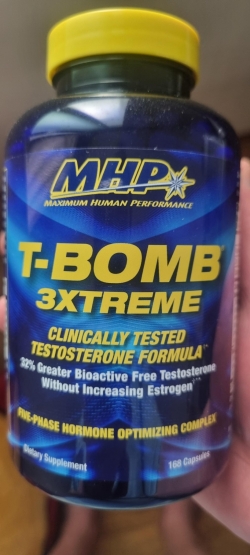 MHP
MAXIMUM HUMAN PERFORMANCE
T-BOMB
3XTREME
CLINICALLY TESTED
TESTOSTERONE FORMULA
32% Greater Bioactive Free Testosterone
Without Increasing Estrogen
FIVE-PHASE HORMONE OPTIMIZING COMPLEX
Dietary Supplement 168 Capsules